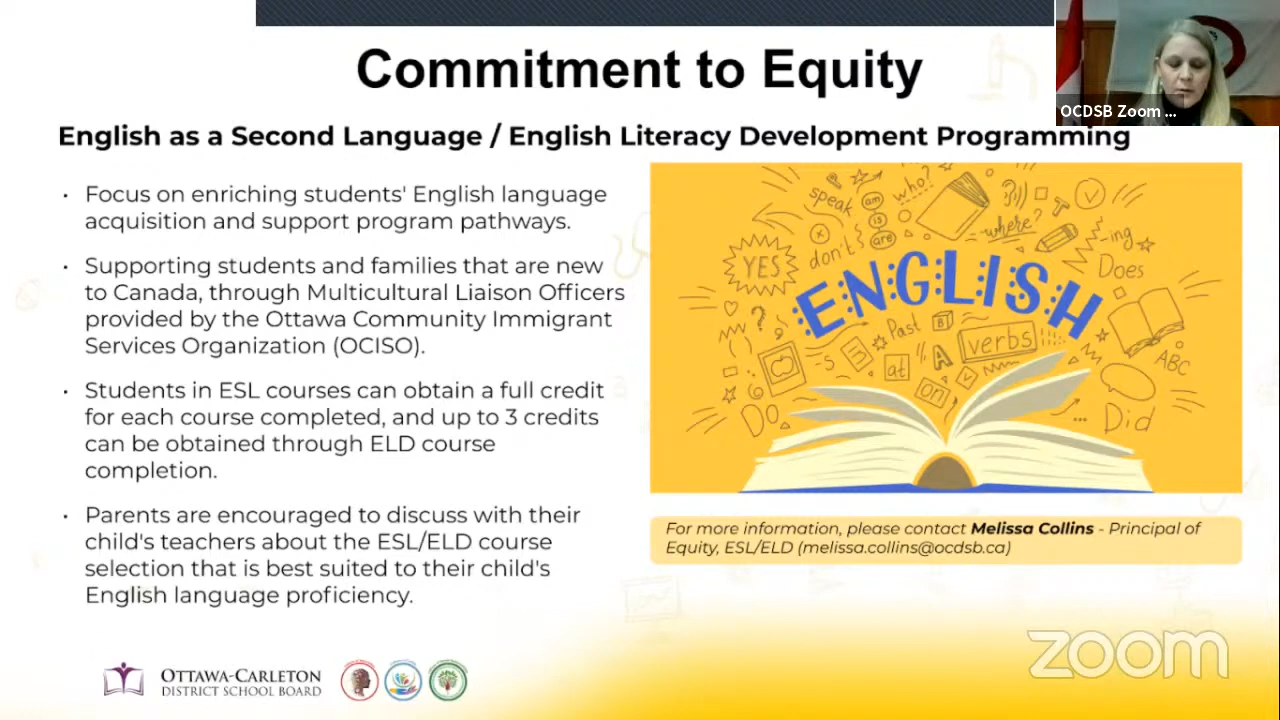 Commitment to Equity
OCDSB Zoom ...
English as a Second Language / English Literacy Development Programming
• Focus on enriching students' English language
acquisition and support program pathways.
• Supporting students and families that are new
to Canada, through Multicultural Liaison Officers
provided by the Ottawa Community Immigrant
Services Organization (OCISO).
• Students in ESL courses can obtain a full credit
for each course completed, and up to 3 credits
can be obtained through ELD course
completion.
• Parents are encouraged to discuss with their
child's teachers about the ESL/ELD course
selection that is best suited to their child's
English language proficiency.
speak
am
is
are
who?
where?
don't
YES
-ing
Does
ENGLISH
Past
B
verbs
-s
at
A
on
ABC
Do
...
Did
For more information, please contact Melissa Collins - Principal of
Equity, ESL/ELD (melissa.collins@ocdsb.ca)
OTTAWA-CARLETON
DISTRICT SCHOOL BOARD
zoom